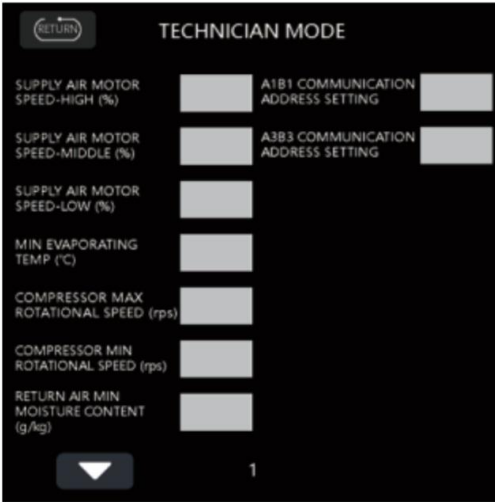 RETURN
TECHNICIAN MODE
SUPPLY AIR MOTOR
SPEED-HIGH (%)
SUPPLY AIR MOTOR
SPEED-MIDDLE (%)
SUPPLY AIR MOTOR
SPEED-LOW (%)
MIN EVAPORATING
TEMP (°C)
COMPRESSOR MAX
ROTATIONAL SPEED (rps)
COMPRESSOR MIN
ROTATIONAL SPEED (rps)
RETURN AIR MIN
MOISTURE CONTENT
(g/kg)
A1B1 COMMUNICATION
ADDRESS SETTING
A3B3 COMMUNICATION
ADDRESS SETTING
1